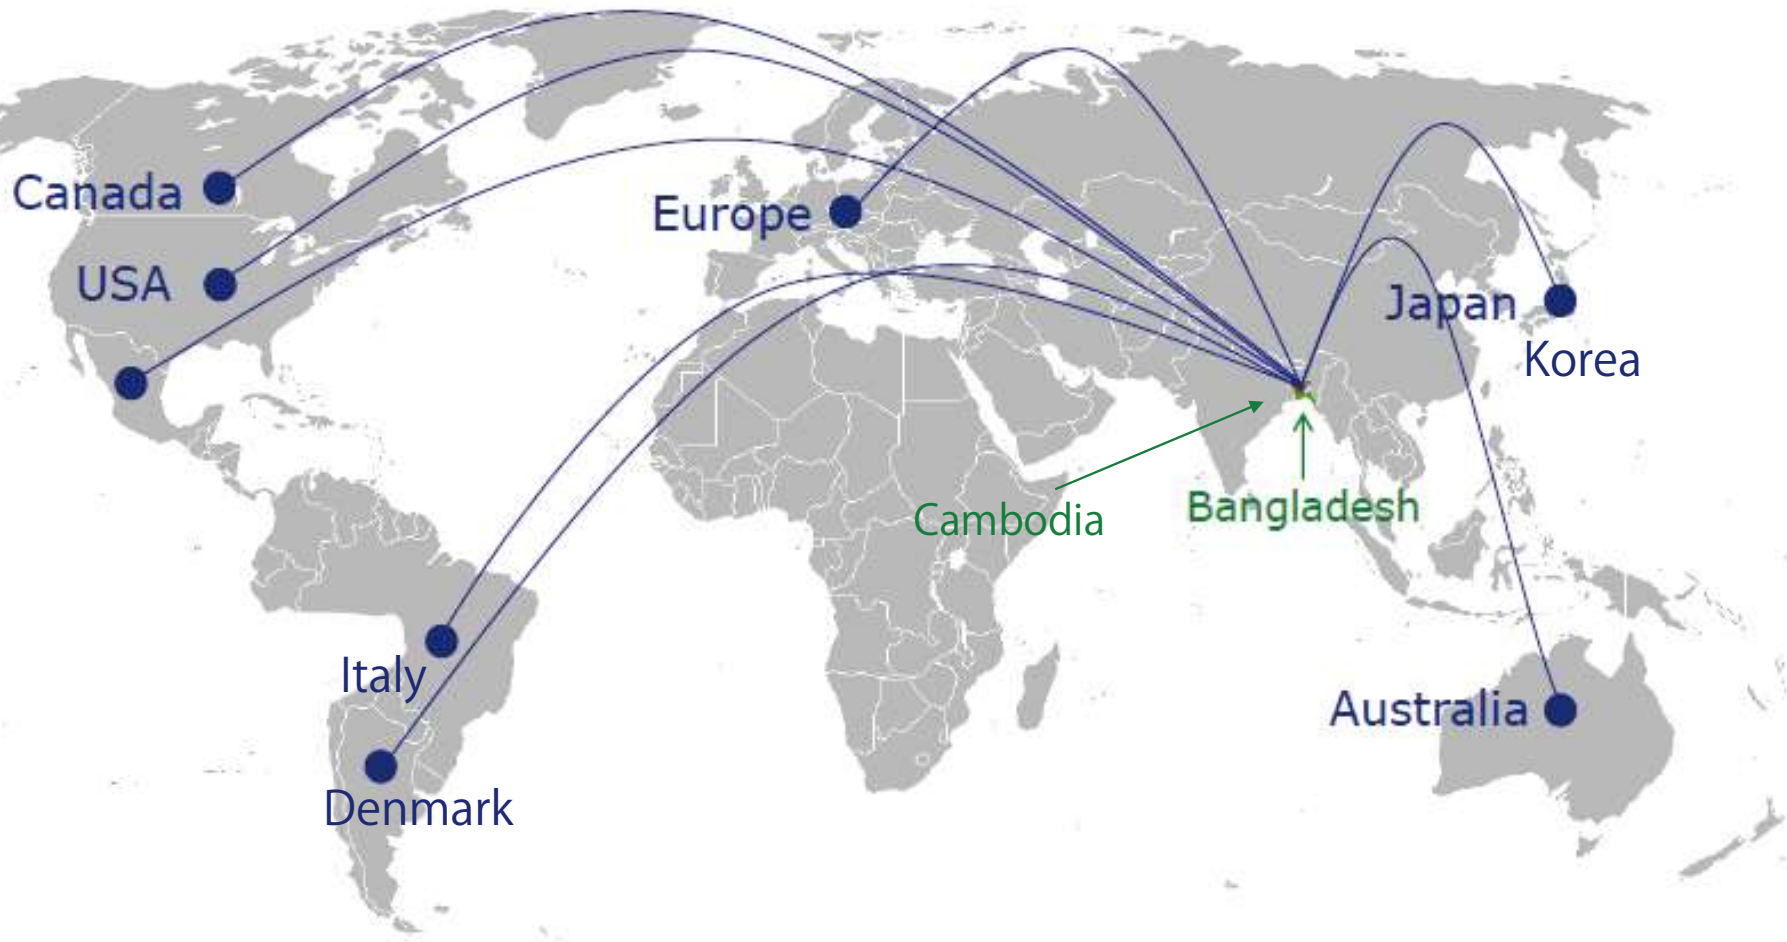 Canada
Europe
USA
Japan
Korea
Cambodia
Bangladesh
Italy
Australia
Denmark